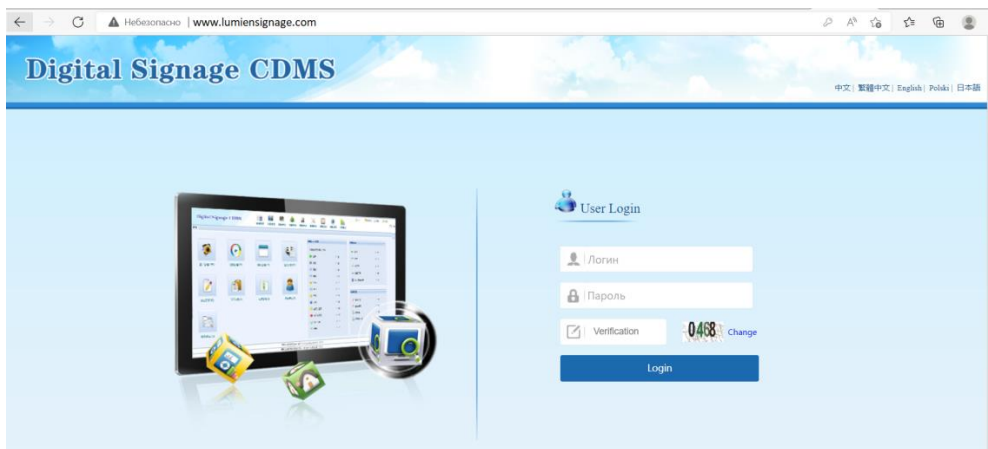 Небезопасно | www.lumiensignage.com
Digital Signage CDMS
中文| 繁體中文| English| Polski| 日本語
User Login
Логин
Пароль
Verification 0468 Change
Login